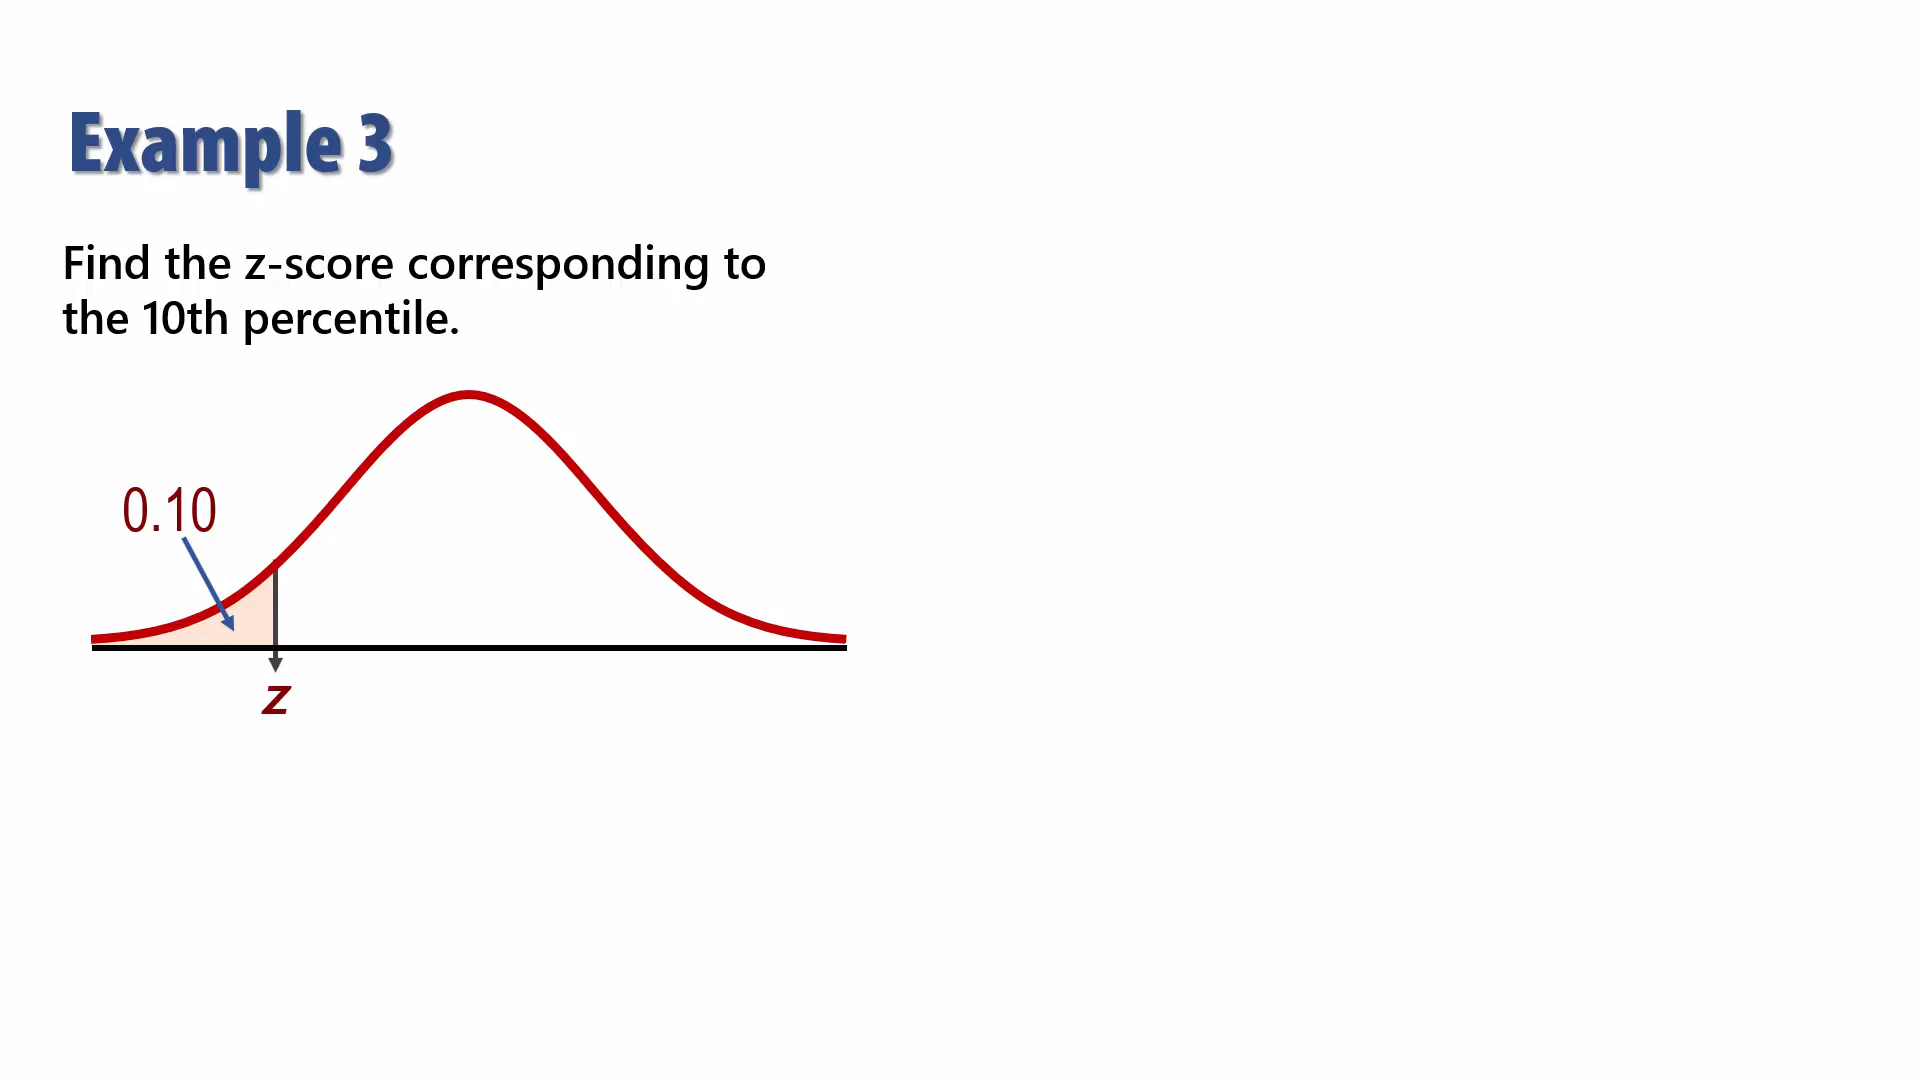 Example 3
Find the z-score corresponding to
the 10th percentile.
0.10
z